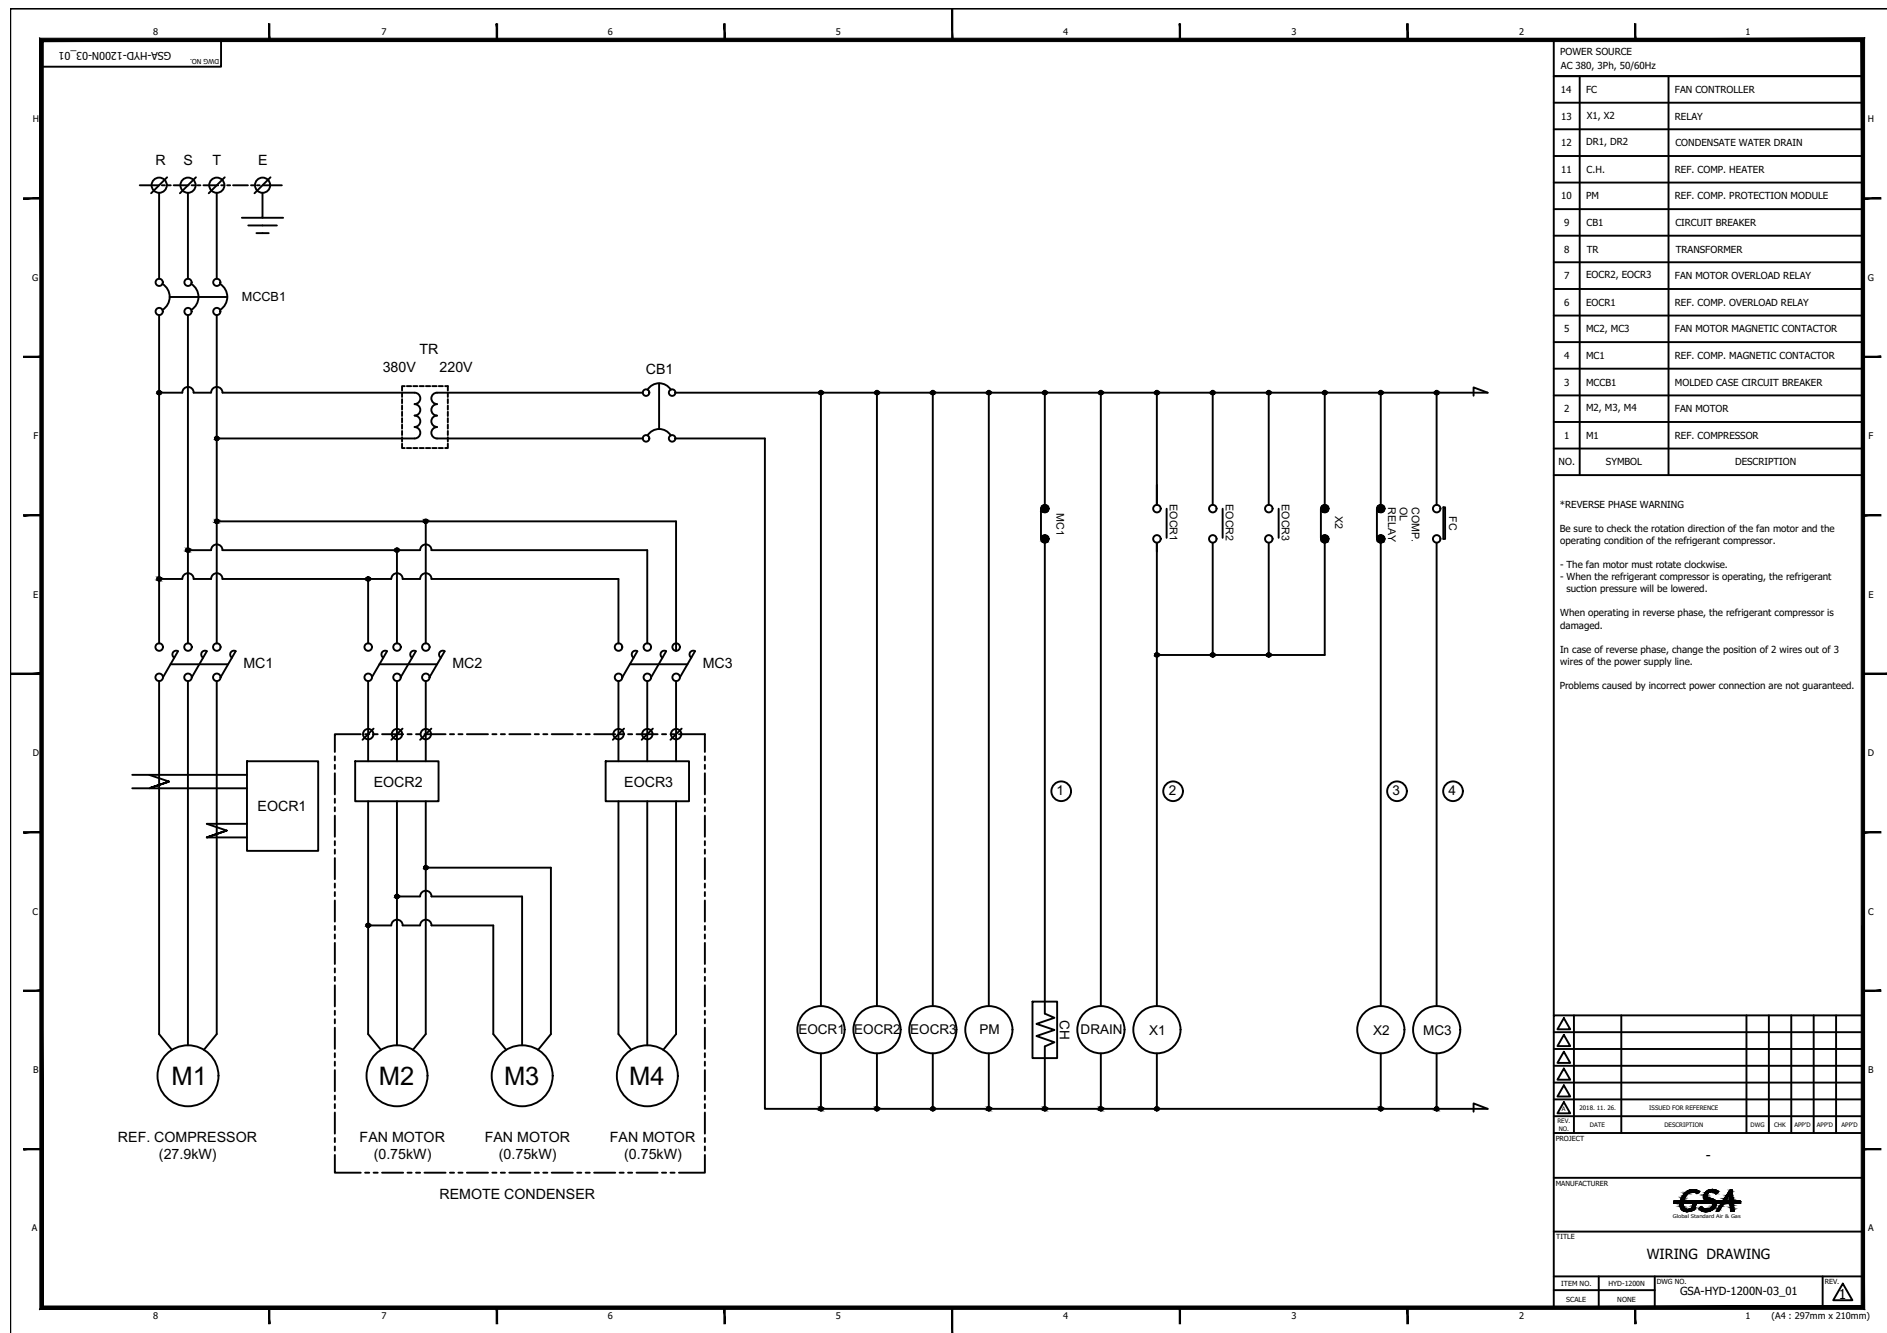 8 7 6 5 4 3 2 1
DWG NO. GSA-HYD-1200N-03_01
H
G
F
E
D
C
B
A
R S T E
MCCB1
TR
380V 220V
CB1
MC1
MC2
MC3
EOCR1
EOCR2
EOCR3
M1
M2
M3
M4
REF. COMPRESSOR
(27.9kW)
FAN MOTOR
(0.75kW)
FAN MOTOR
(0.75kW)
FAN MOTOR
(0.75kW)
REMOTE CONDENSER
MC1
EOCR1
EOCR2
EOCR3
X2
COMP.
OL
RELAY
FC
1
2
3
4
EOCR1
EOCR2
EOCR3
PM
CH
DRAIN
X1
X2
MC3
POWER SOURCE
AC 380, 3Ph, 50/60Hz
14 FC FAN CONTROLLER
13 X1, X2 RELAY
12 DR1, DR2 CONDENSATE WATER DRAIN
11 C.H. REF. COMP. HEATER
10 PM REF. COMP. PROTECTION MODULE
9 CB1 CIRCUIT BREAKER
8 TR TRANSFORMER
7 EOCR2, EOCR3 FAN MOTOR OVERLOAD RELAY
6 EOCR1 REF. COMP. OVERLOAD RELAY
5 MC2, MC3 FAN MOTOR MAGNETIC CONTACTOR
4 MC1 REF. COMP. MAGNETIC CONTACTOR
3 MCCB1 MOLDED CASE CIRCUIT BREAKER
2 M2, M3, M4 FAN MOTOR
1 M1 REF. COMPRESSOR
NO. SYMBOL DESCRIPTION
*REVERSE PHASE WARNING
Be sure to check the rotation direction of the fan motor and the
operating condition of the refrigerant compressor.
- The fan motor must rotate clockwise.
- When the refrigerant compressor is operating, the refrigerant
suction pressure will be lowered.
When operating in reverse phase, the refrigerant compressor is
damaged.
In case of reverse phase, change the position of 2 wires out of 3
wires of the power supply line.
Problems caused by incorrect power connection are not guaranteed.
2018. 11. 26. ISSUED FOR REFERENCE
REV. NO. DATE DESCRIPTION DWG CHK APP'D APP'D APP'D
PROJECT
-
MANUFACTURER
GSA
Global Standard Air & Gas
TITLE
WIRING DRAWING
ITEM NO. HYD-1200N DWG NO. GSA-HYD-1200N-03_01 REV. 1
SCALE NONE
H
G
F
E
D
C
B
A
8 7 6 5 4 3 2 1
(A4 : 297mm x 210mm)